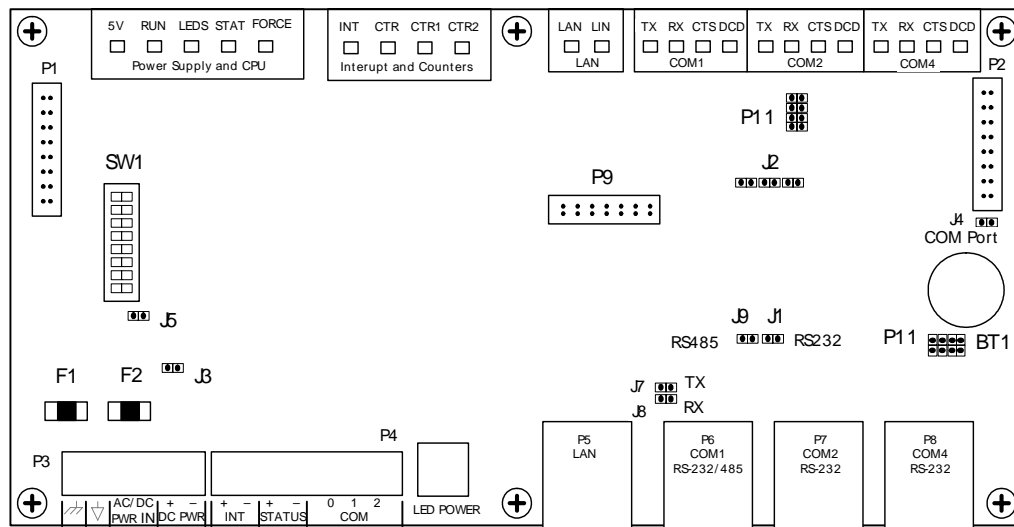 5V RUN LEDS STAT FORCE
Power Supply and CPU
INT CTR CTR1 CTR2
Interupt and Counters
LAN LIN
LAN
TX RX CTS DCD
COM1
TX RX CTS DCD
COM2
TX RX CTS DCD
COM4
P1
P2
P11
SW1
J2
P9
J4
COM Port
J5
J9 J1
RS485 RS232
P11 BT1
J3
F1 F2
J7 TX
J8 RX
P3
P4
AC/DC
PWR IN
+ –
DC PWR
+ –
INT
+ –
STATUS
0 1 2
COM
LED POWER
P5
LAN
P6
COM1
RS-232/485
P7
COM2
RS-232
P8
COM4
RS-232